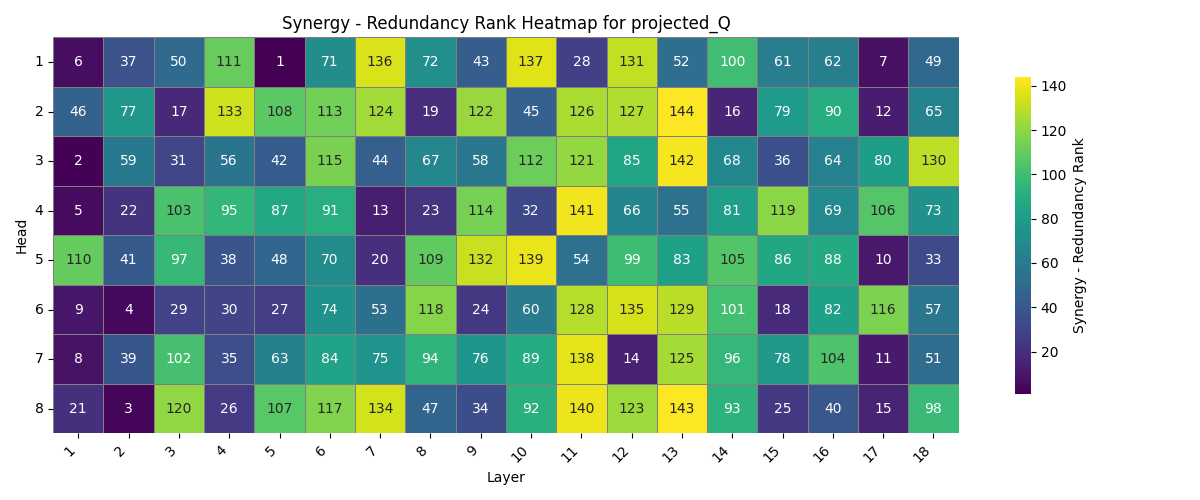 Synergy - Redundancy Rank Heatmap for projected_Q
1 6 37 50 111 1 71 136 72 43 137 28 131 52 100 61 62 7 49
2 46 77 17 133 108 113 124 19 122 45 126 127 144 16 79 90 12 65
3 2 59 31 56 42 115 44 67 58 112 121 85 142 68 36 64 80 130
4 5 22 103 95 87 91 13 23 114 32 141 66 55 81 119 69 106 73
5 110 41 97 38 48 70 20 109 132 139 54 99 83 105 86 88 10 33
6 9 4 29 30 27 74 53 118 24 60 128 135 129 101 18 82 116 57
7 8 39 102 35 63 84 75 94 76 89 138 14 125 96 78 104 11 51
8 21 3 120 26 107 117 134 47 34 92 140 123 143 93 25 40 15 98
1 2 3 4 5 6 7 8 9 10 11 12 13 14 15 16 17 18
Layer
Head
140
120
100
80
60
40
20
Synergy - Redundancy Rank